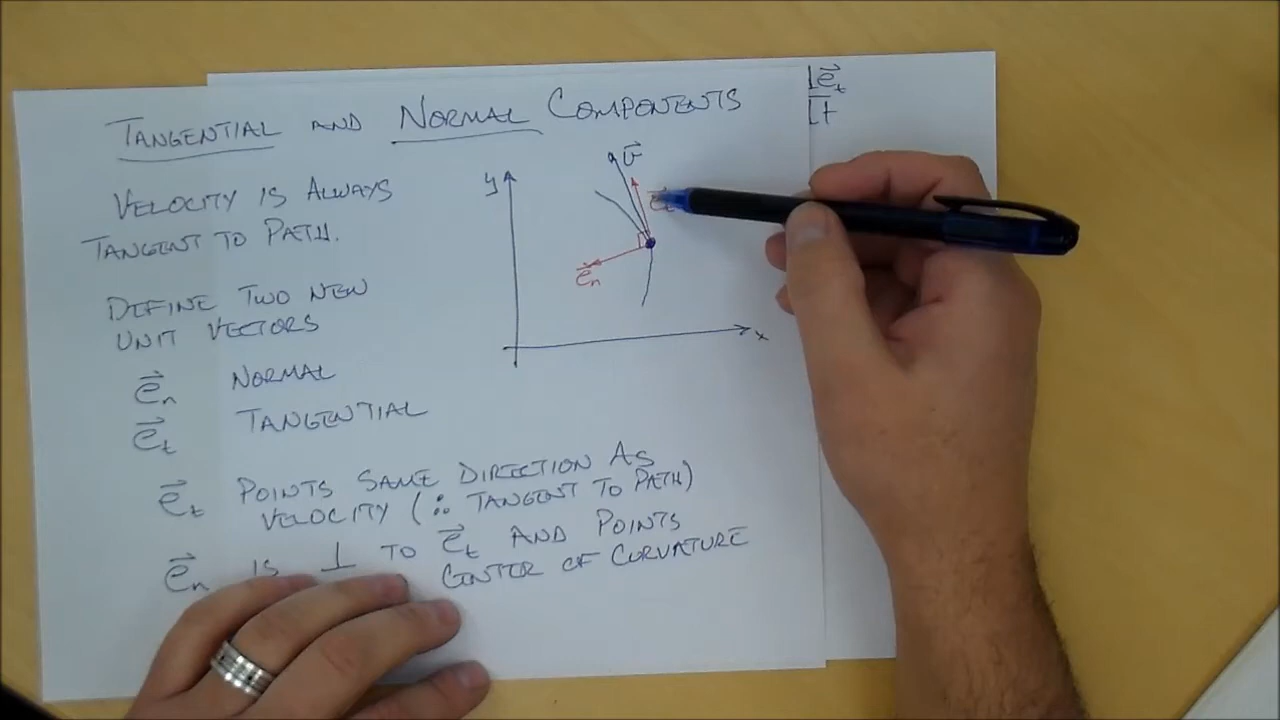 TANGENTIAL AND NORMAL COMPONENTS
VELOCITY IS ALWAYS
TANGENT TO PATH.
DEFINE TWO NEW
UNIT VECTORS
e⃗n NORMAL
e⃗t TANGENTIAL
e⃗t POINTS SAME DIRECTION AS
VELOCITY (∴ TANGENT TO PATH)
e⃗n IS ⊥ TO e⃗t AND POINTS
CENTER OF CURVATURE
y
v⃗
e⃗t
e⃗n
x
e⃗t
t